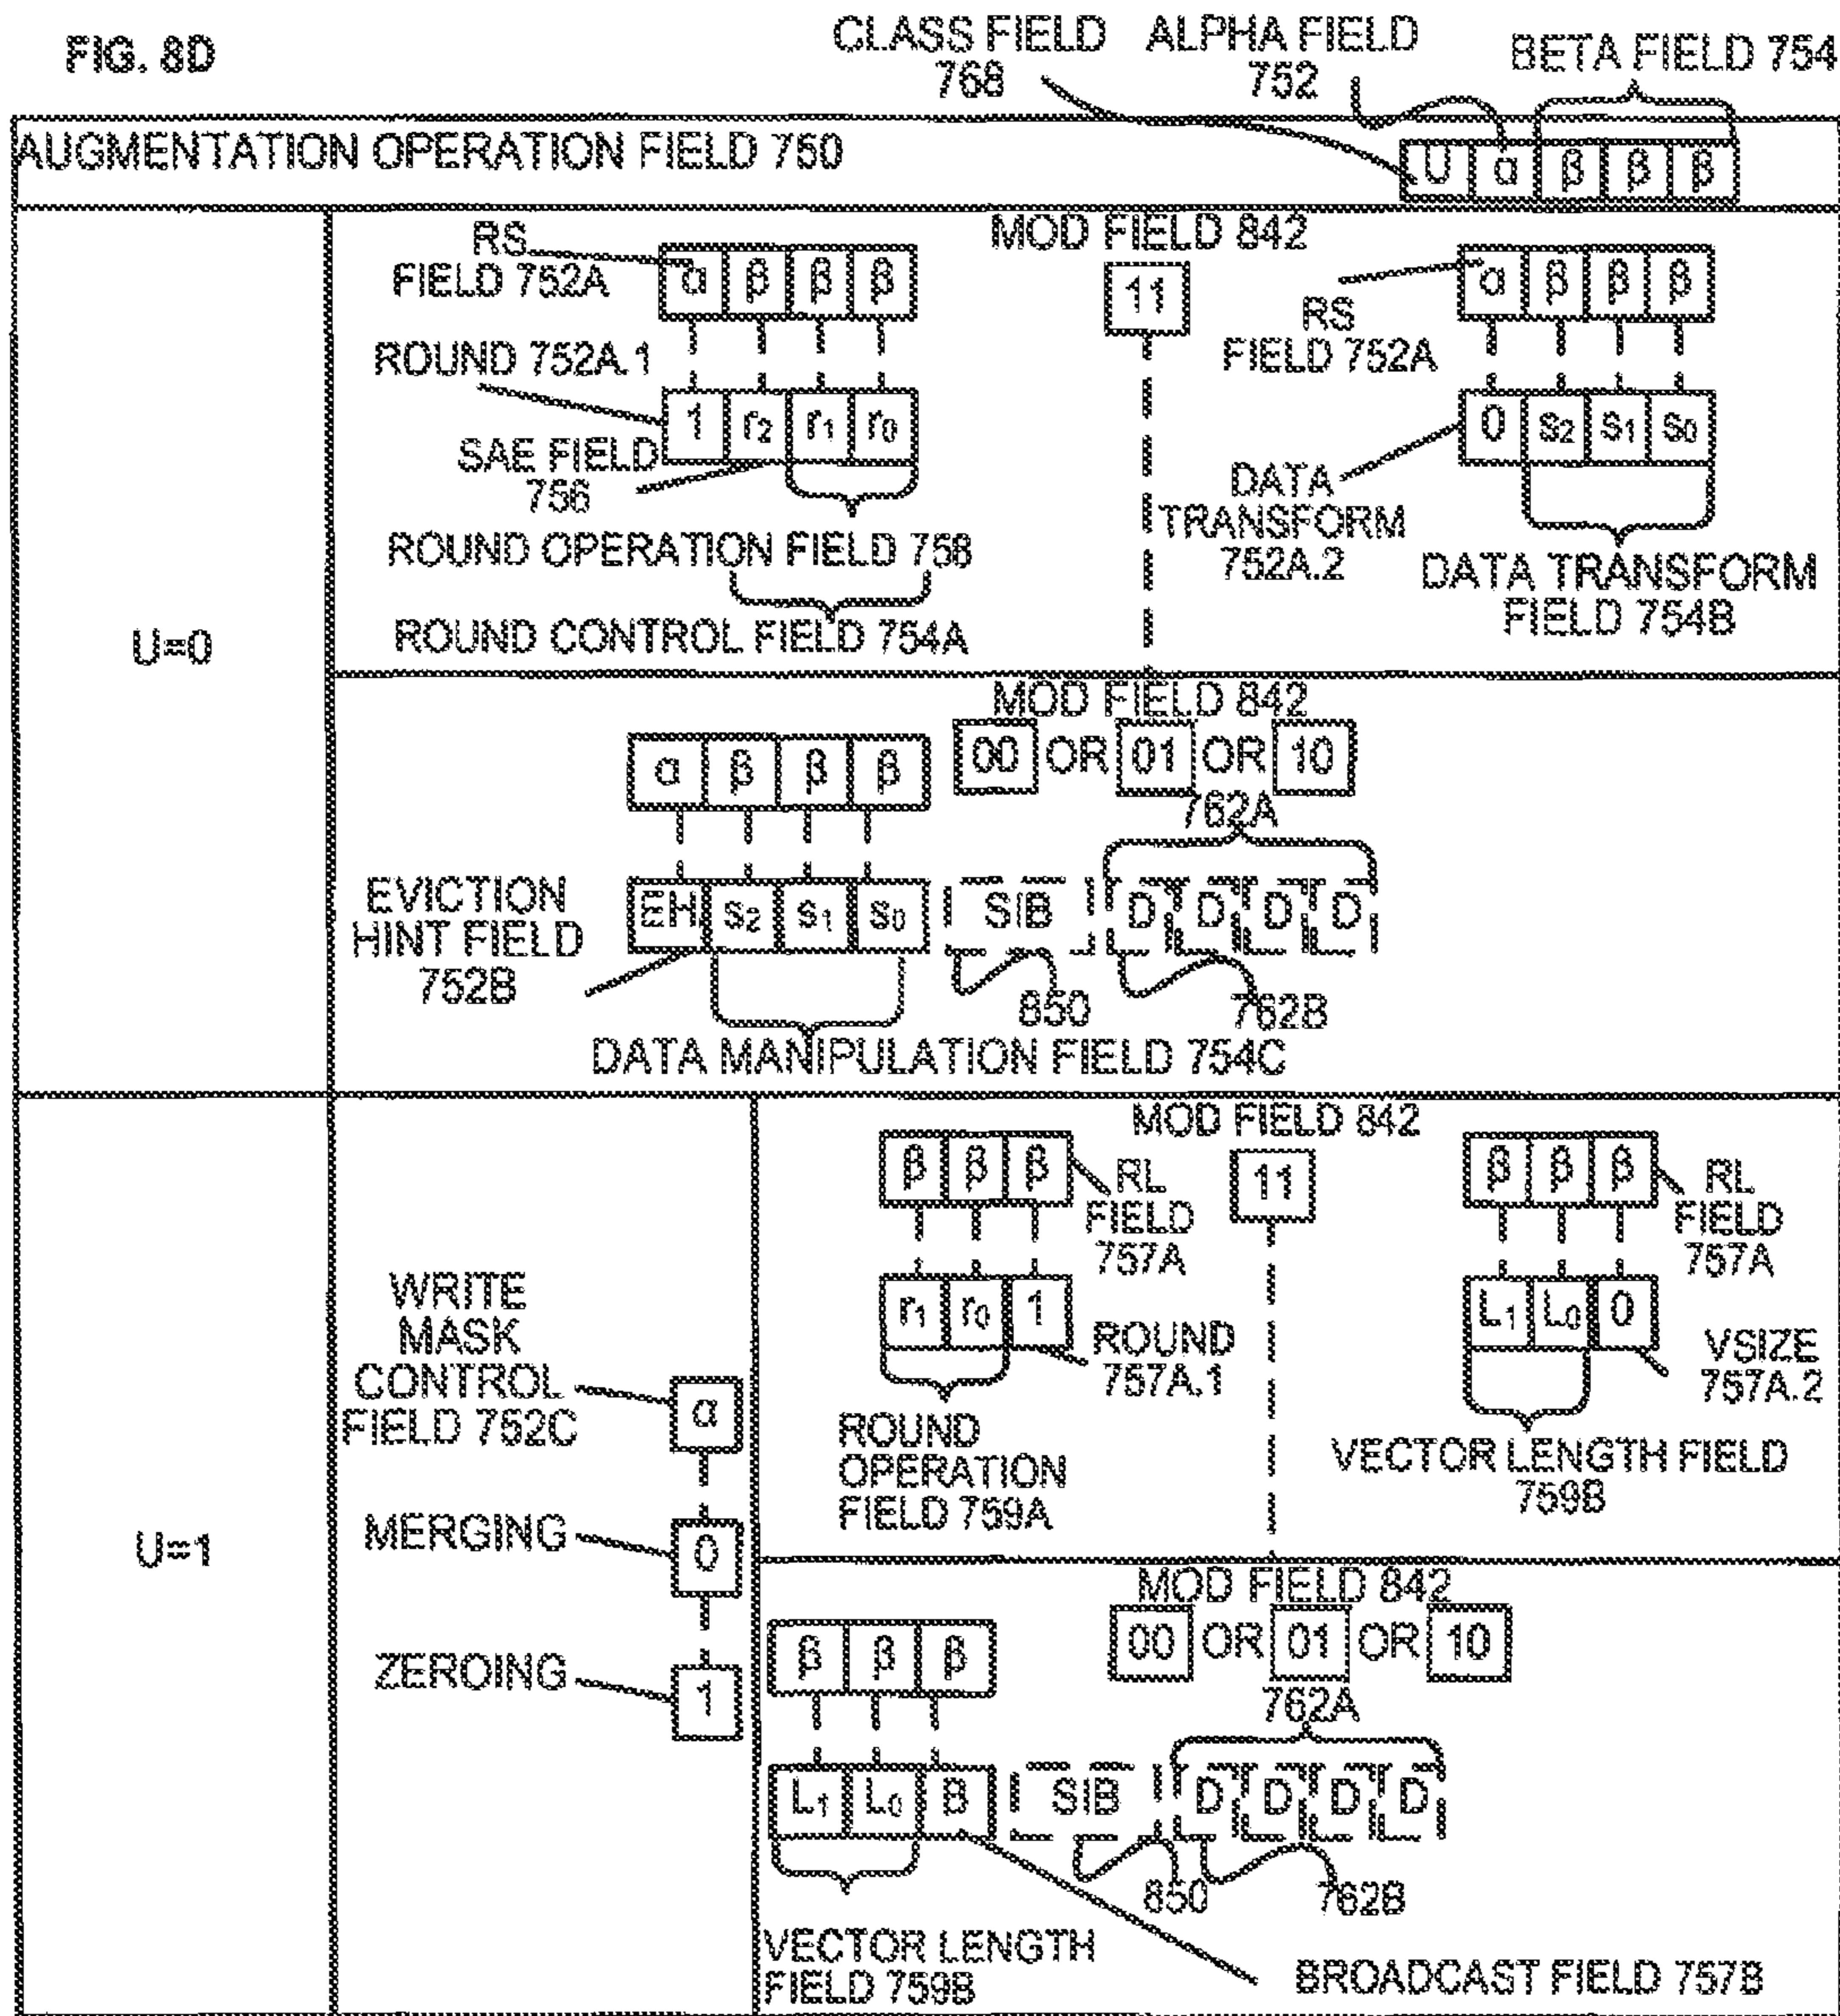 FIG. 8D
CLASS FIELD
768
ALPHA FIELD
752
BETA FIELD 754
AUGMENTATION OPERATION FIELD 750
U α β β β
U=0
RS
FIELD 752A
α β β β
ROUND 752A.1
1 r2 r1 r0
SAE FIELD
756
ROUND OPERATION FIELD 758
ROUND CONTROL FIELD 754A
MOD FIELD 842
11
α β β β
RS
FIELD 752A
0 s2 s1 s0
DATA
TRANSFORM
752A.2
DATA TRANSFORM
FIELD 754B
MOD FIELD 842
00 OR 01 OR 10
α β β β
762A
EVICTION
HINT FIELD
752B
EH s2 s1 s0 SIB D D D D
850
762B
DATA MANIPULATION FIELD 754C
U=1
WRITE
MASK
CONTROL
FIELD 752C
α
MERGING
0
ZEROING
1
MOD FIELD 842
11
β β β
RL
FIELD
757A
r1 r0 1
ROUND
757A.1
ROUND
OPERATION
FIELD 759A
β β β
RL
FIELD
757A
L1 L0 0
VSIZE
757A.2
VECTOR LENGTH FIELD
759B
MOD FIELD 842
00 OR 01 OR 10
β β β
762A
L1 L0 B SIB D D D D
850
762B
VECTOR LENGTH
FIELD 759B
BROADCAST FIELD 757B